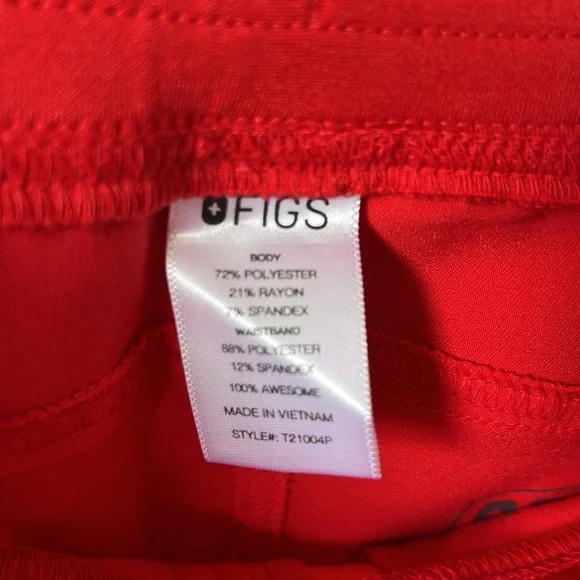 FIGS
BODY
72% POLYESTER
21% RAYON
7% SPANDEX
WAISTBAND
88% POLYESTER
12% SPANDEX
100% AWESOME
MADE IN VIETNAM
STYLE#: T21004P